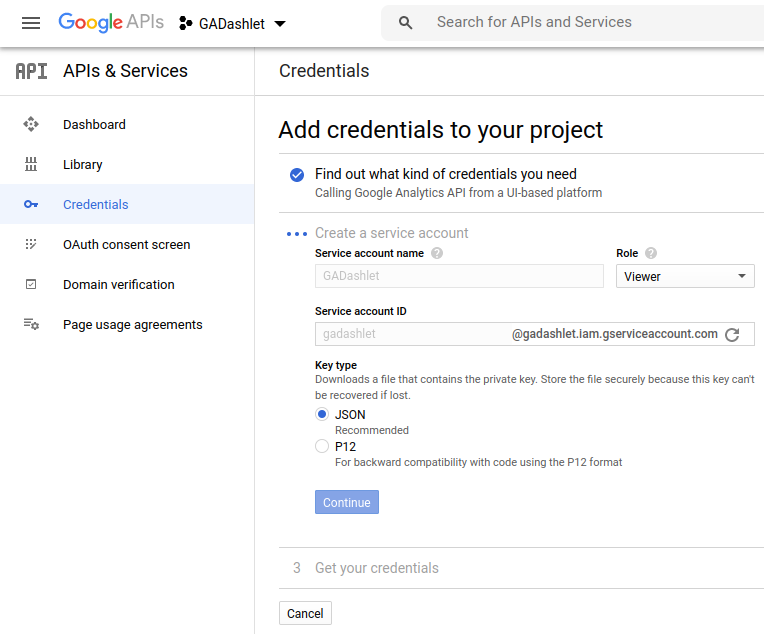 Google APIs GADashlet Search for APIs and Services
API APIs & Services Credentials
Dashboard
Library
Credentials
OAuth consent screen
Domain verification
Page usage agreements
Add credentials to your project
Find out what kind of credentials you need
Calling Google Analytics API from a UI-based platform
Create a service account
Service account name ? Role ?
GADashlet Viewer
Service account ID
gadashlet @gadashlet.iam.gserviceaccount.com
Key type
Downloads a file that contains the private key. Store the file securely because this key can't
be recovered if lost.
JSON
Recommended
P12
For backward compatibility with code using the P12 format
Continue
3 Get your credentials
Cancel